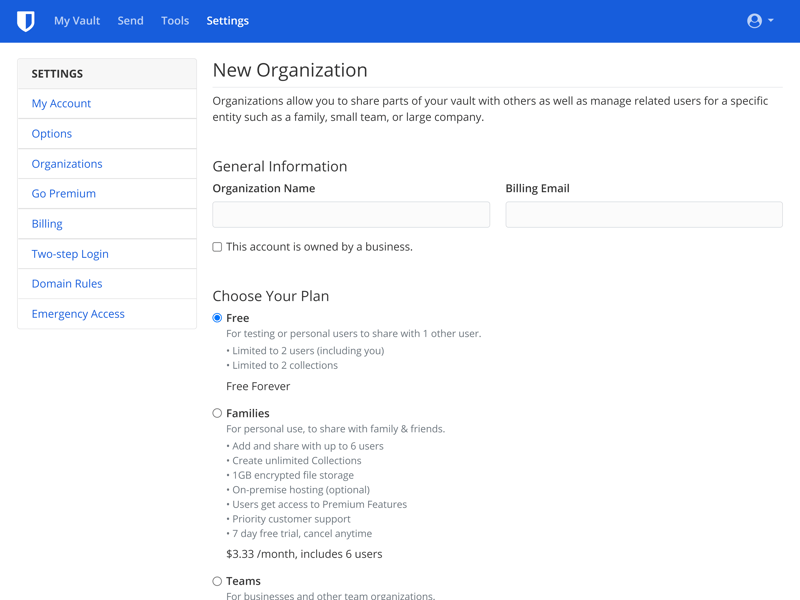 My Vault Send Tools Settings
SETTINGS
My Account
Options
Organizations
Go Premium
Billing
Two-step Login
Domain Rules
Emergency Access
New Organization
Organizations allow you to share parts of your vault with others as well as manage related users for a specific
entity such as a family, small team, or large company.
General Information
Organization Name
Billing Email
This account is owned by a business.
Choose Your Plan
Free
For testing or personal users to share with 1 other user.
• Limited to 2 users (including you)
• Limited to 2 collections
Free Forever
Families
For personal use, to share with family & friends.
• Add and share with up to 6 users
• Create unlimited Collections
• 1GB encrypted file storage
• On-premise hosting (optional)
• Users get access to Premium Features
• Priority customer support
• 7 day free trial, cancel anytime
$3.33 /month, includes 6 users
Teams
For businesses and other team organizations.